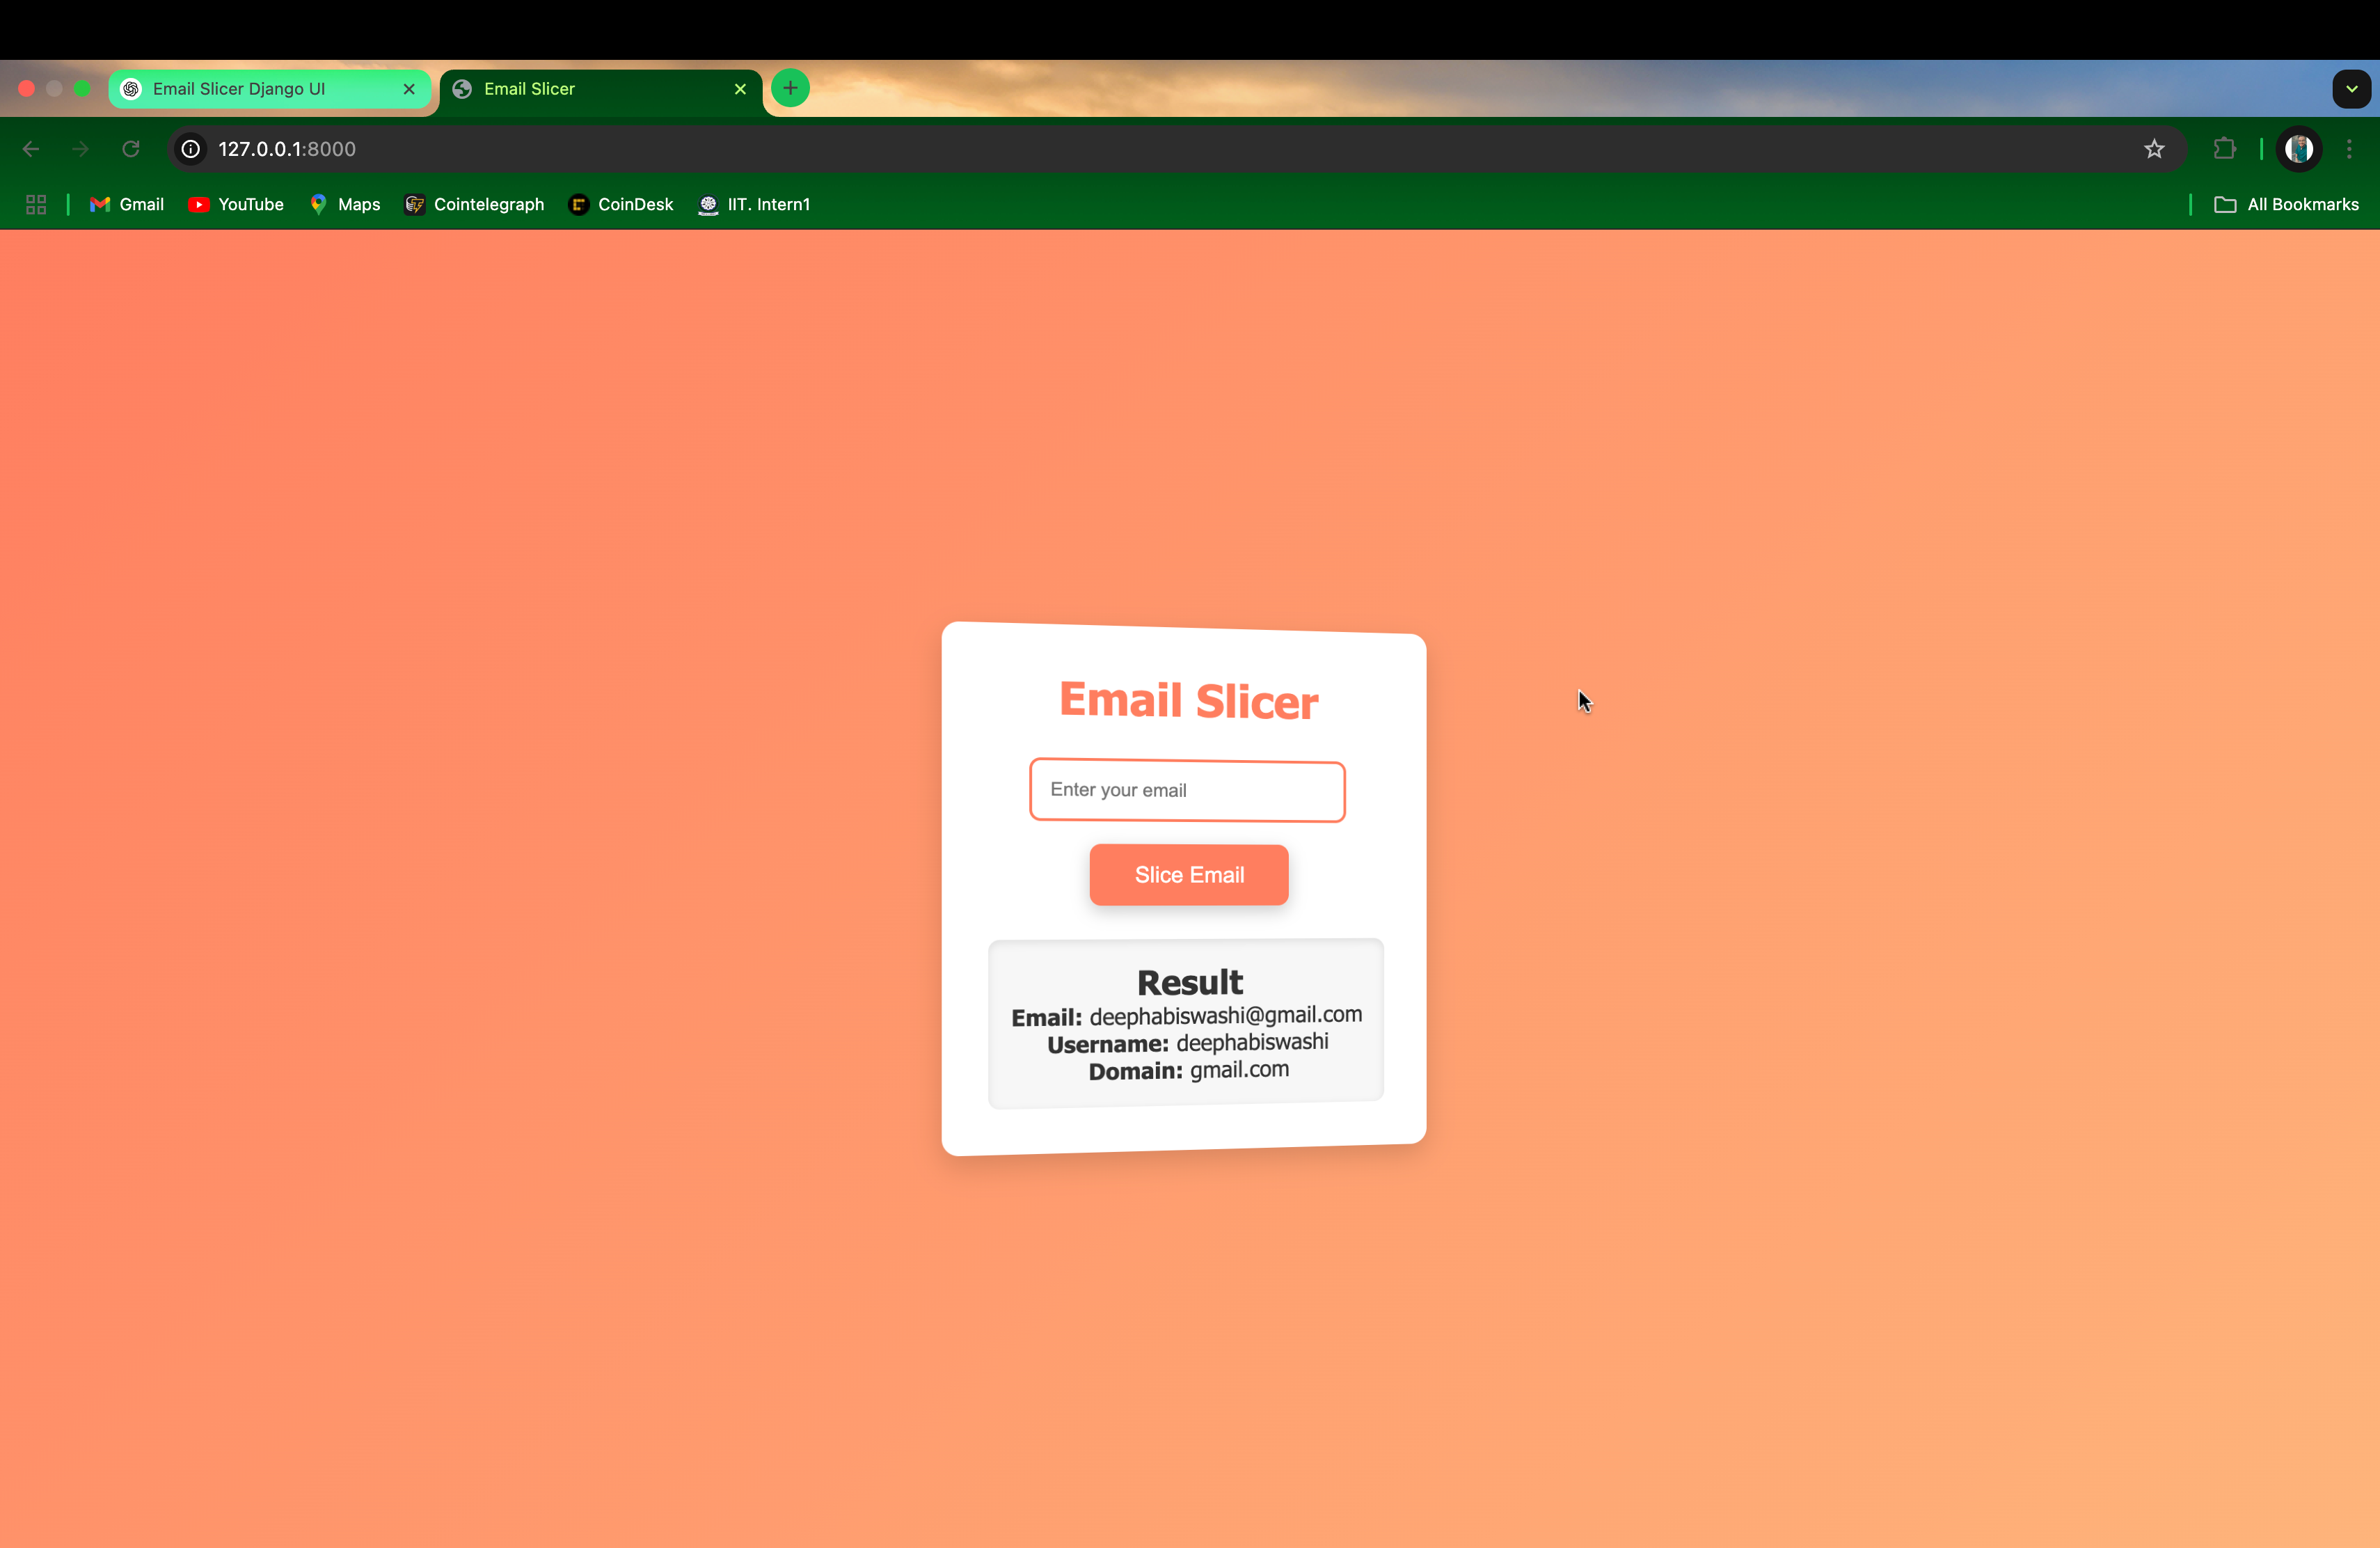 Email Slicer Django UI
Email Slicer
127.0.0.1:8000
Gmail
YouTube
Maps
Cointelegraph
CoinDesk
IIT. Intern1
All Bookmarks
Email Slicer
Enter your email
Slice Email
Result
Email: deephabiswashi@gmail.com
Username: deephabiswashi
Domain: gmail.com